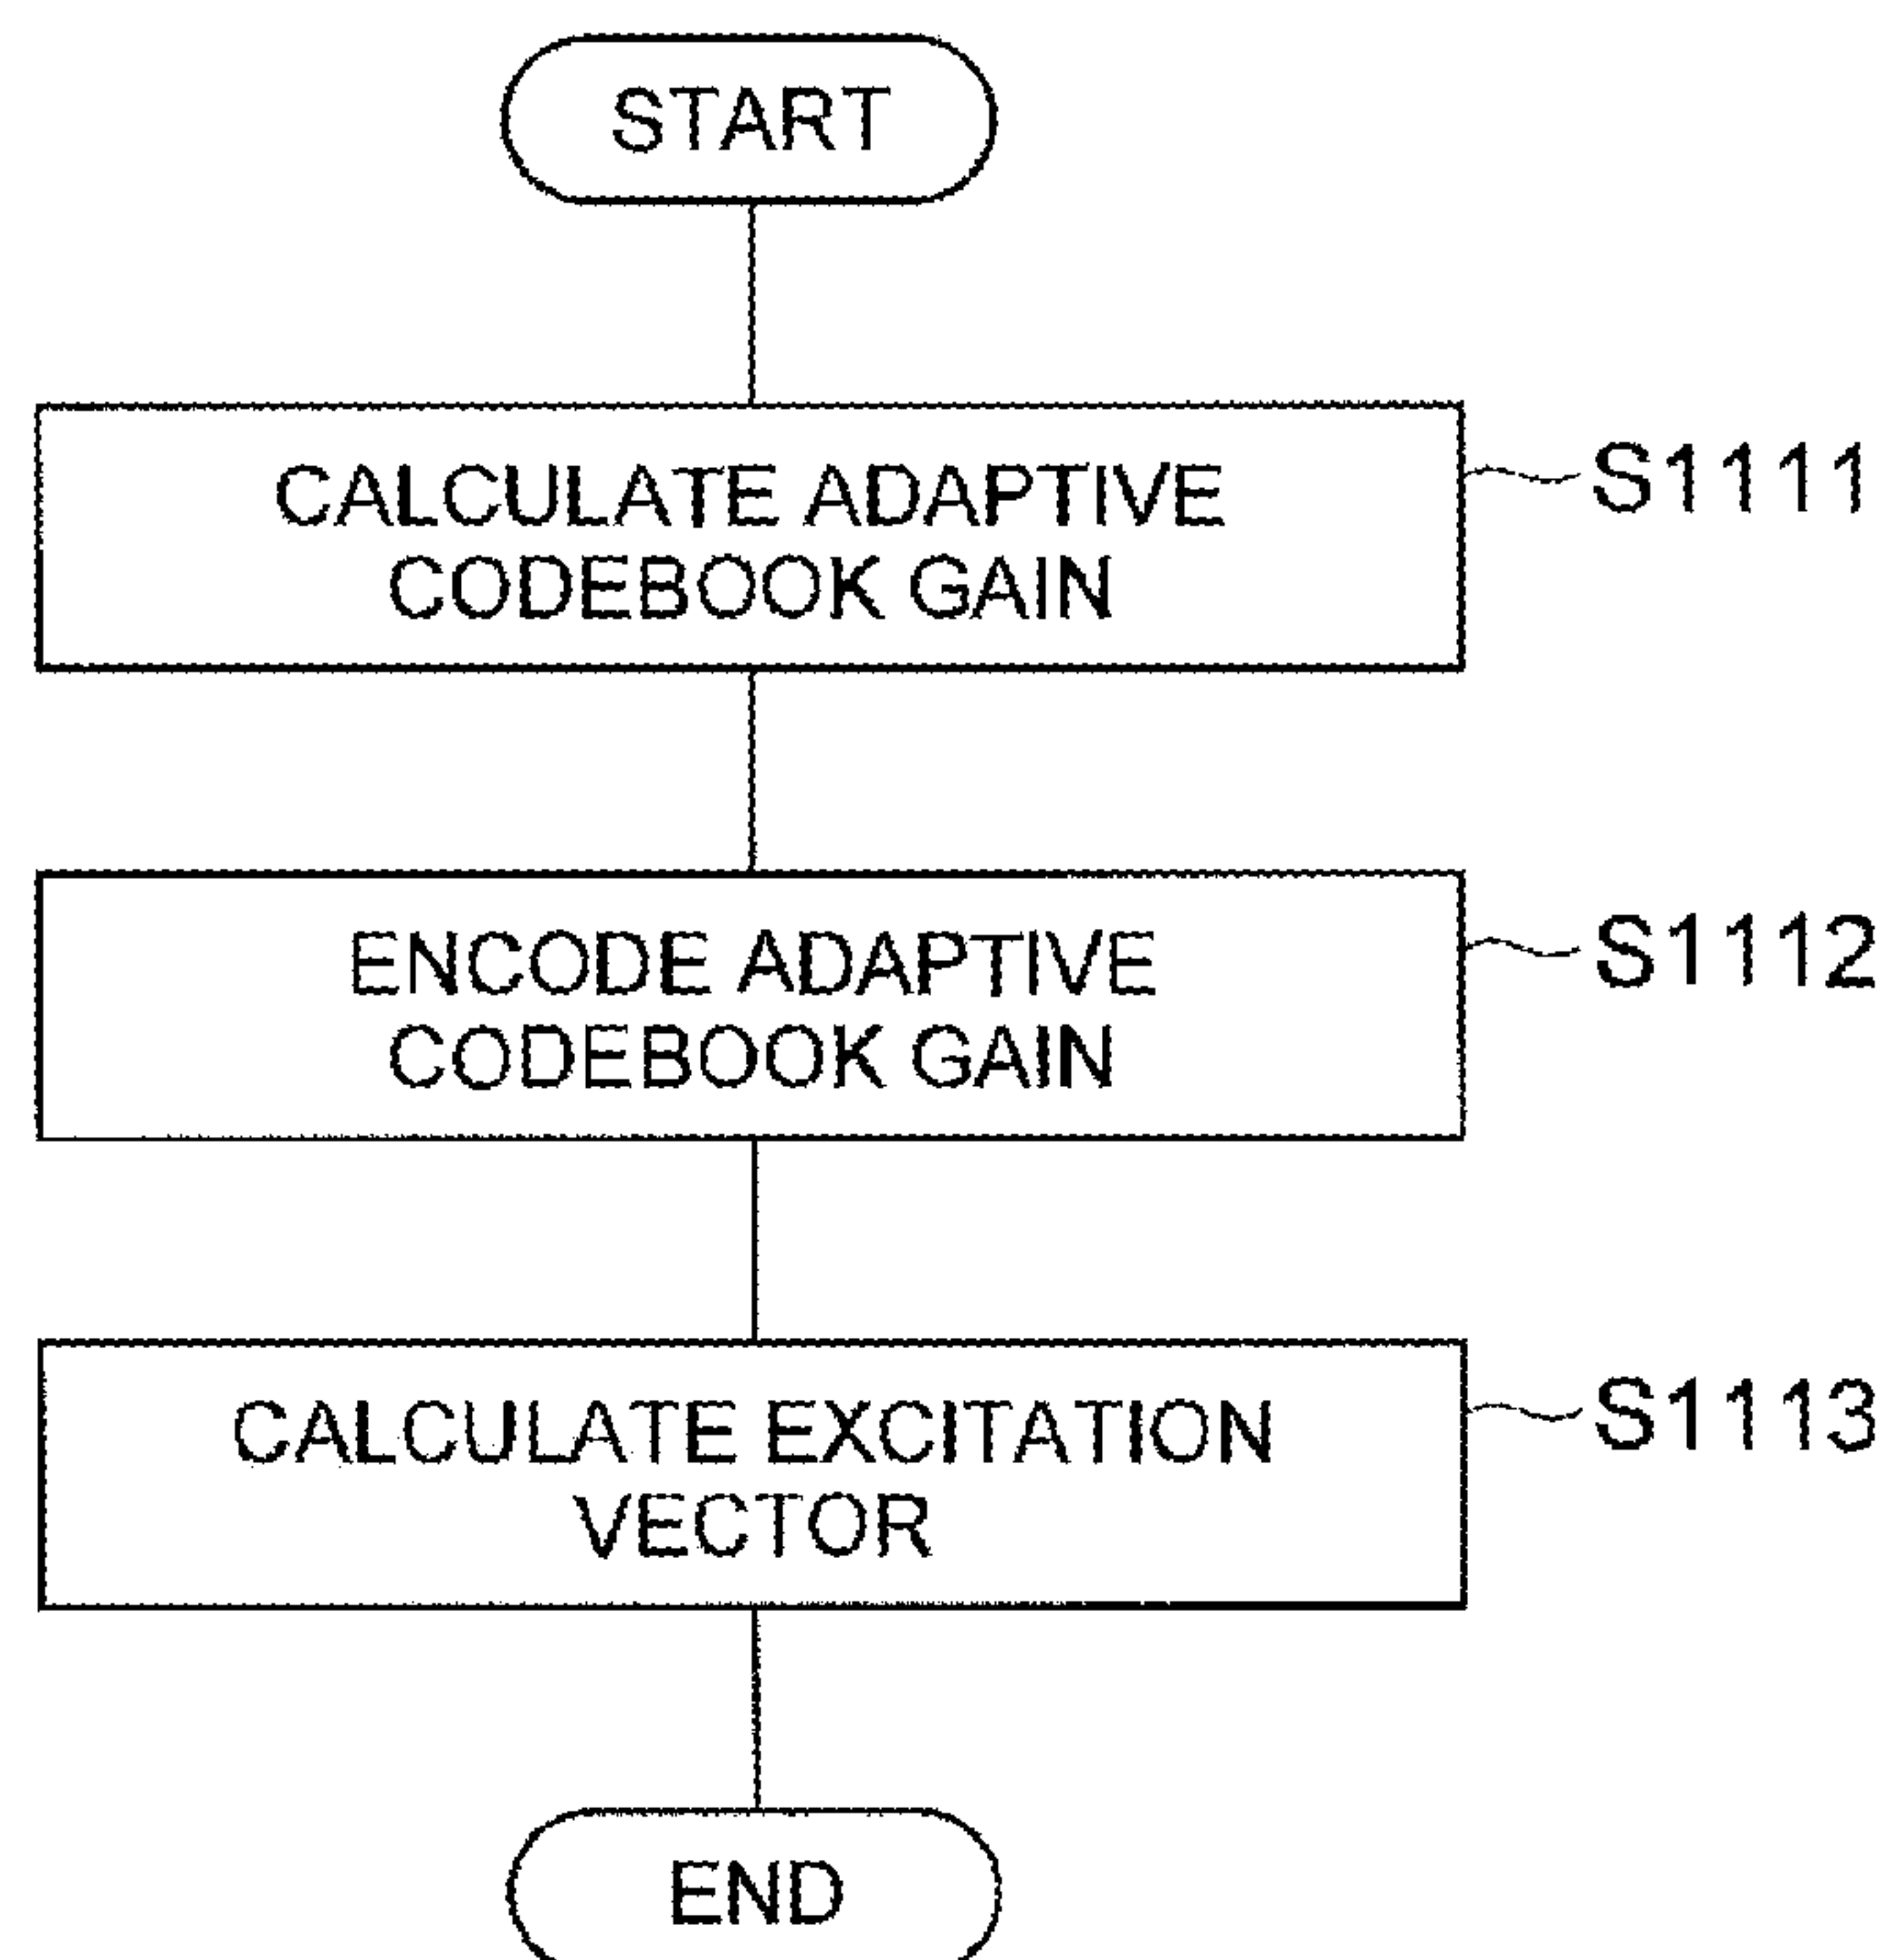 START
CALCULATE ADAPTIVE
CODEBOOK GAIN
S1111
ENCODE ADAPTIVE
CODEBOOK GAIN
S1112
CALCULATE EXCITATION
VECTOR
S1113
END